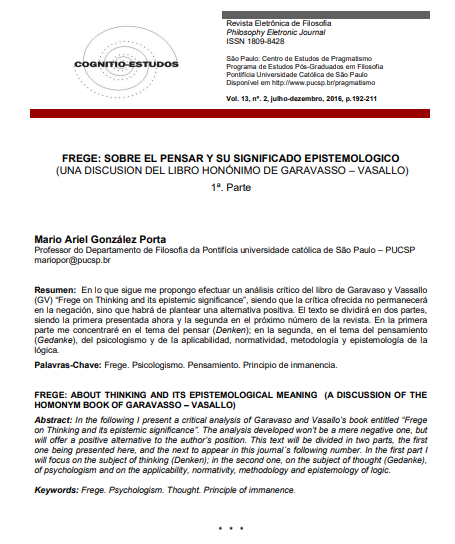 Revista Eletrônica de Filosofia
Philosophy Eletronic Journal
ISSN 1809-8428
COGNITIO-ESTUDOS
São Paulo: Centro de Estudos de Pragmatismo
Programa de Estudos Pós-Graduados em Filosofia
Pontifícia Universidade Católica de São Paulo
Disponível em http://www.pucsp.br/pragmatismo
Vol. 13, nº. 2, julho-dezembro, 2016, p.192-211
FREGE: SOBRE EL PENSAR Y SU SIGNIFICADO EPISTEMOLOGICO
(UNA DISCUSION DEL LIBRO HONÓNIMO DE GARAVASSO – VASALLO)
1ª. Parte
Mario Ariel González Porta
Professor do Departamento de Filosofia da Pontifícia universidade católica de São Paulo – PUCSP
mariopor@pucsp.br
Resumen: En lo que sigue me propongo efectuar un análisis crítico del libro de Garavaso y Vassallo
(GV) “Frege on Thinking and its epistemic significance”, siendo que la crítica ofrecida no permanecerá
en la negación, sino que habrá de plantear una alternativa positiva. El texto se dividirá en dos partes,
siendo la primera presentada ahora y la segunda en el próximo número de la revista. En la primera
parte me concentraré en el tema del pensar (Denken); en la segunda, en el tema del pensamiento
(Gedanke), del psicologismo y de la aplicabilidad, normatividad, metodología y epistemología de la
lógica.
Palavras-Chave: Frege. Psicologismo. Pensamiento. Principio de inmanencia.
FREGE: ABOUT THINKING AND ITS EPISTEMOLOGICAL MEANING (A DISCUSSION OF THE
HOMONYM BOOK OF GARAVASSO – VASALLO)
Abstract: In the following I present a critical analysis of Garavaso and Vasallo's book entitled “Frege
on Thinking and its epistemic significance”. The analysis developed won't be a mere negative one, but
will offer a positive alternative to the author's position. This text will be divided in two parts, the first
one being presented here, and the next to appear in this journal´s following number. In the first part I
will focus on the subject of thinking (Denken); in the second one, on the subject of thought (Gedanke),
of psychologism and on the applicability, normativity, methodology and epistemology of logic.
Keywords: Frege. Psychologism. Thought. Principle of immanence.
* * *